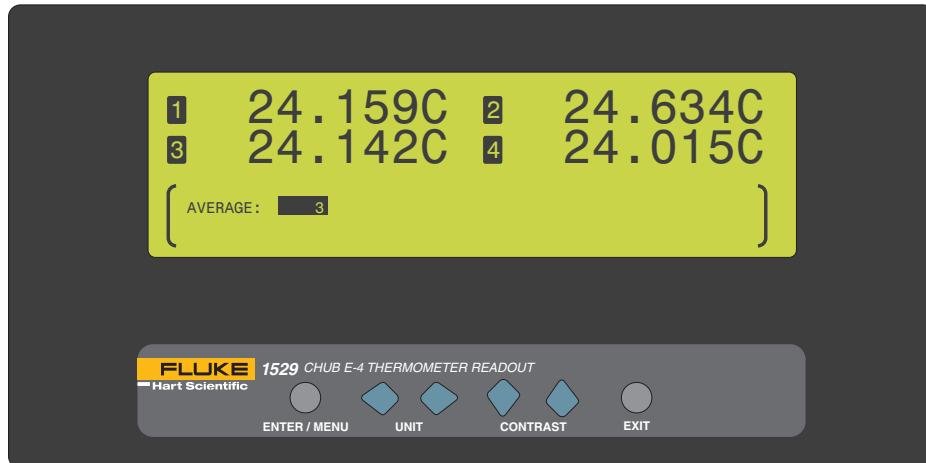 1 24.159C 2 24.634C
3 24.142C 4 24.015C
AVERAGE: 3
FLUKE 1529 CHUB E-4 THERMOMETER READOUT
Hart Scientific
ENTER / MENU UNIT CONTRAST EXIT